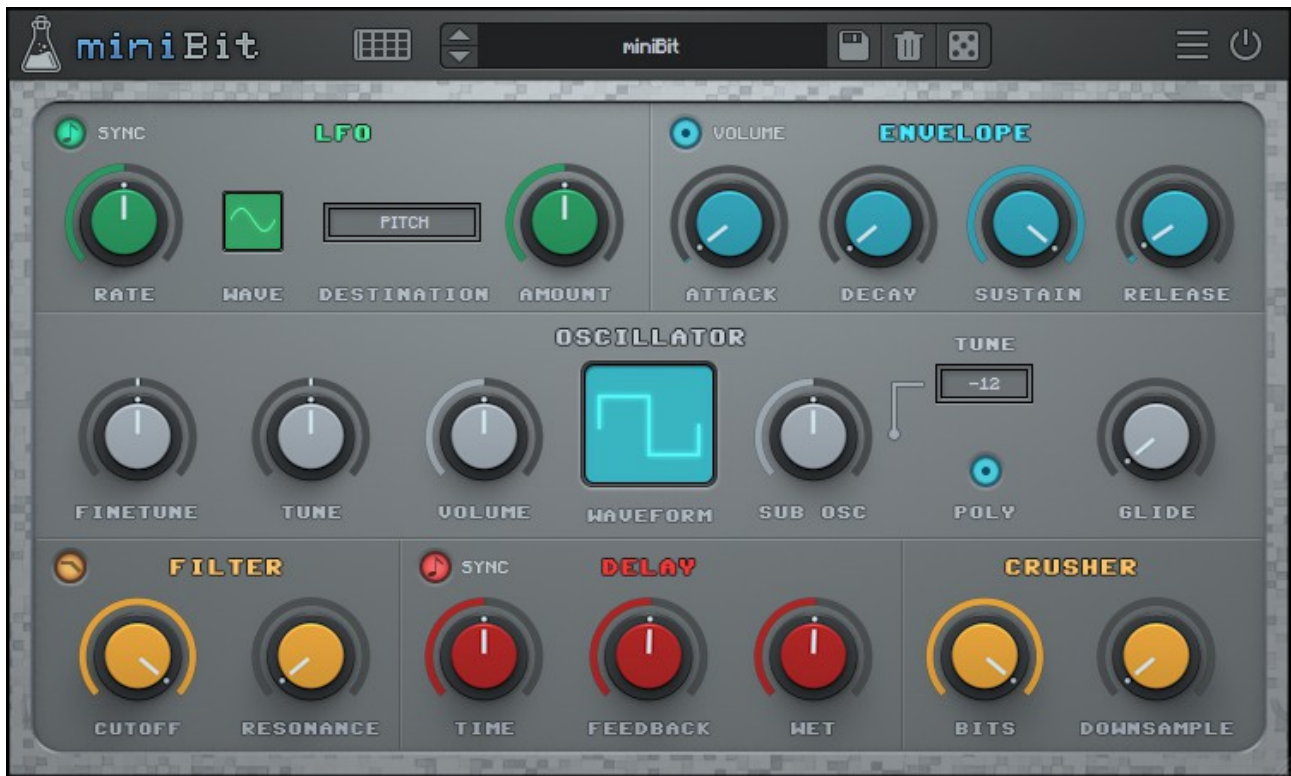 miniBit
miniBit
SYNC
LFO
RATE
WAVE
PITCH
DESTINATION
AMOUNT
VOLUME
ENVELOPE
ATTACK
DECAY
SUSTAIN
RELEASE
OSCILLATOR
FINETUNE
TUNE
VOLUME
WAVEFORM
SUB OSC
TUNE
-12
POLY
GLIDE
FILTER
CUTOFF
RESONANCE
SYNC
DELAY
TIME
FEEDBACK
WET
CRUSHER
BITS
DOWNSAMPLE